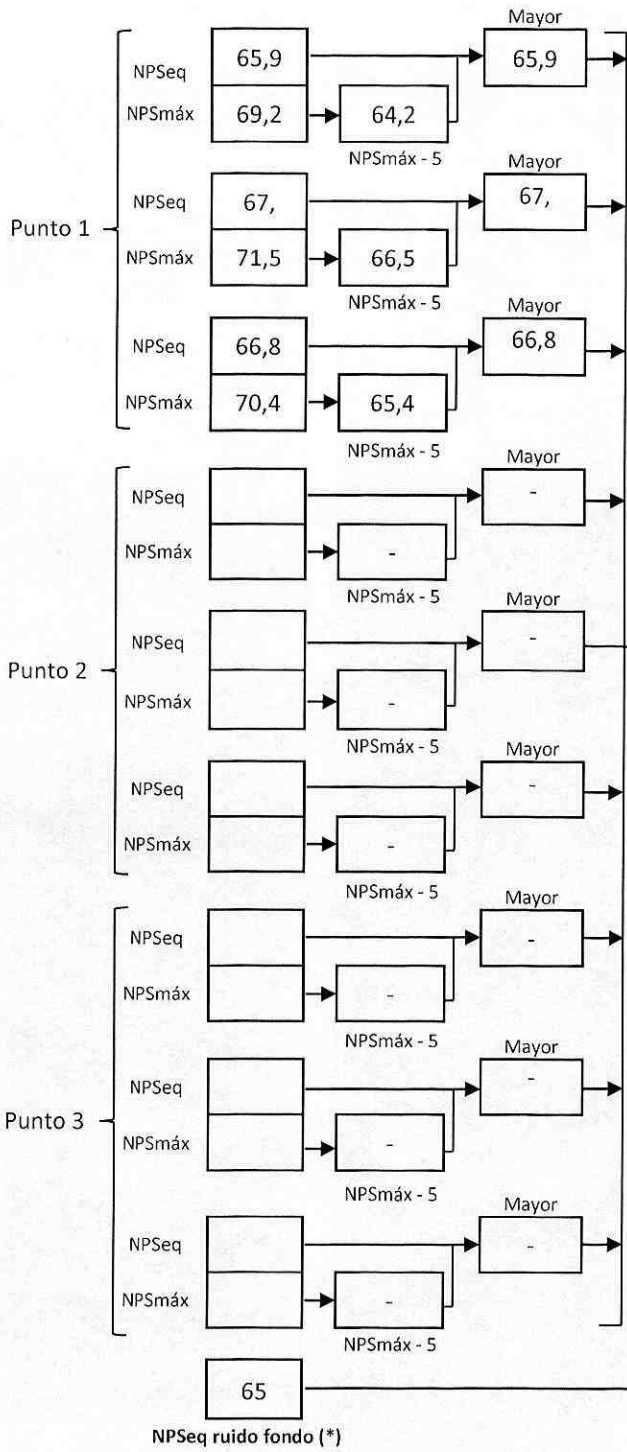 Mayor
NPSeq 65,9 65,9
NPSmáx 69,2 64,2
NPSmáx - 5
Mayor
Punto 1
NPSeq 67, 67,
NPSmáx 71,5 66,5
NPSmáx - 5
Mayor
NPSeq 66,8 66,8
NPSmáx 70,4 65,4
NPSmáx - 5
Mayor
NPSeq -
NPSmáx -
NPSmáx - 5
Mayor
NPSeq -
Punto 2
NPSmáx -
NPSmáx - 5
Mayor
NPSeq -
NPSmáx -
NPSmáx - 5
Mayor
NPSeq -
NPSmáx -
NPSmáx - 5
Mayor
NPSeq -
Punto 3
NPSmáx -
NPSmáx - 5
Mayor
NPSeq -
NPSmáx -
NPSmáx - 5
65
NPSeq ruido fondo (*)